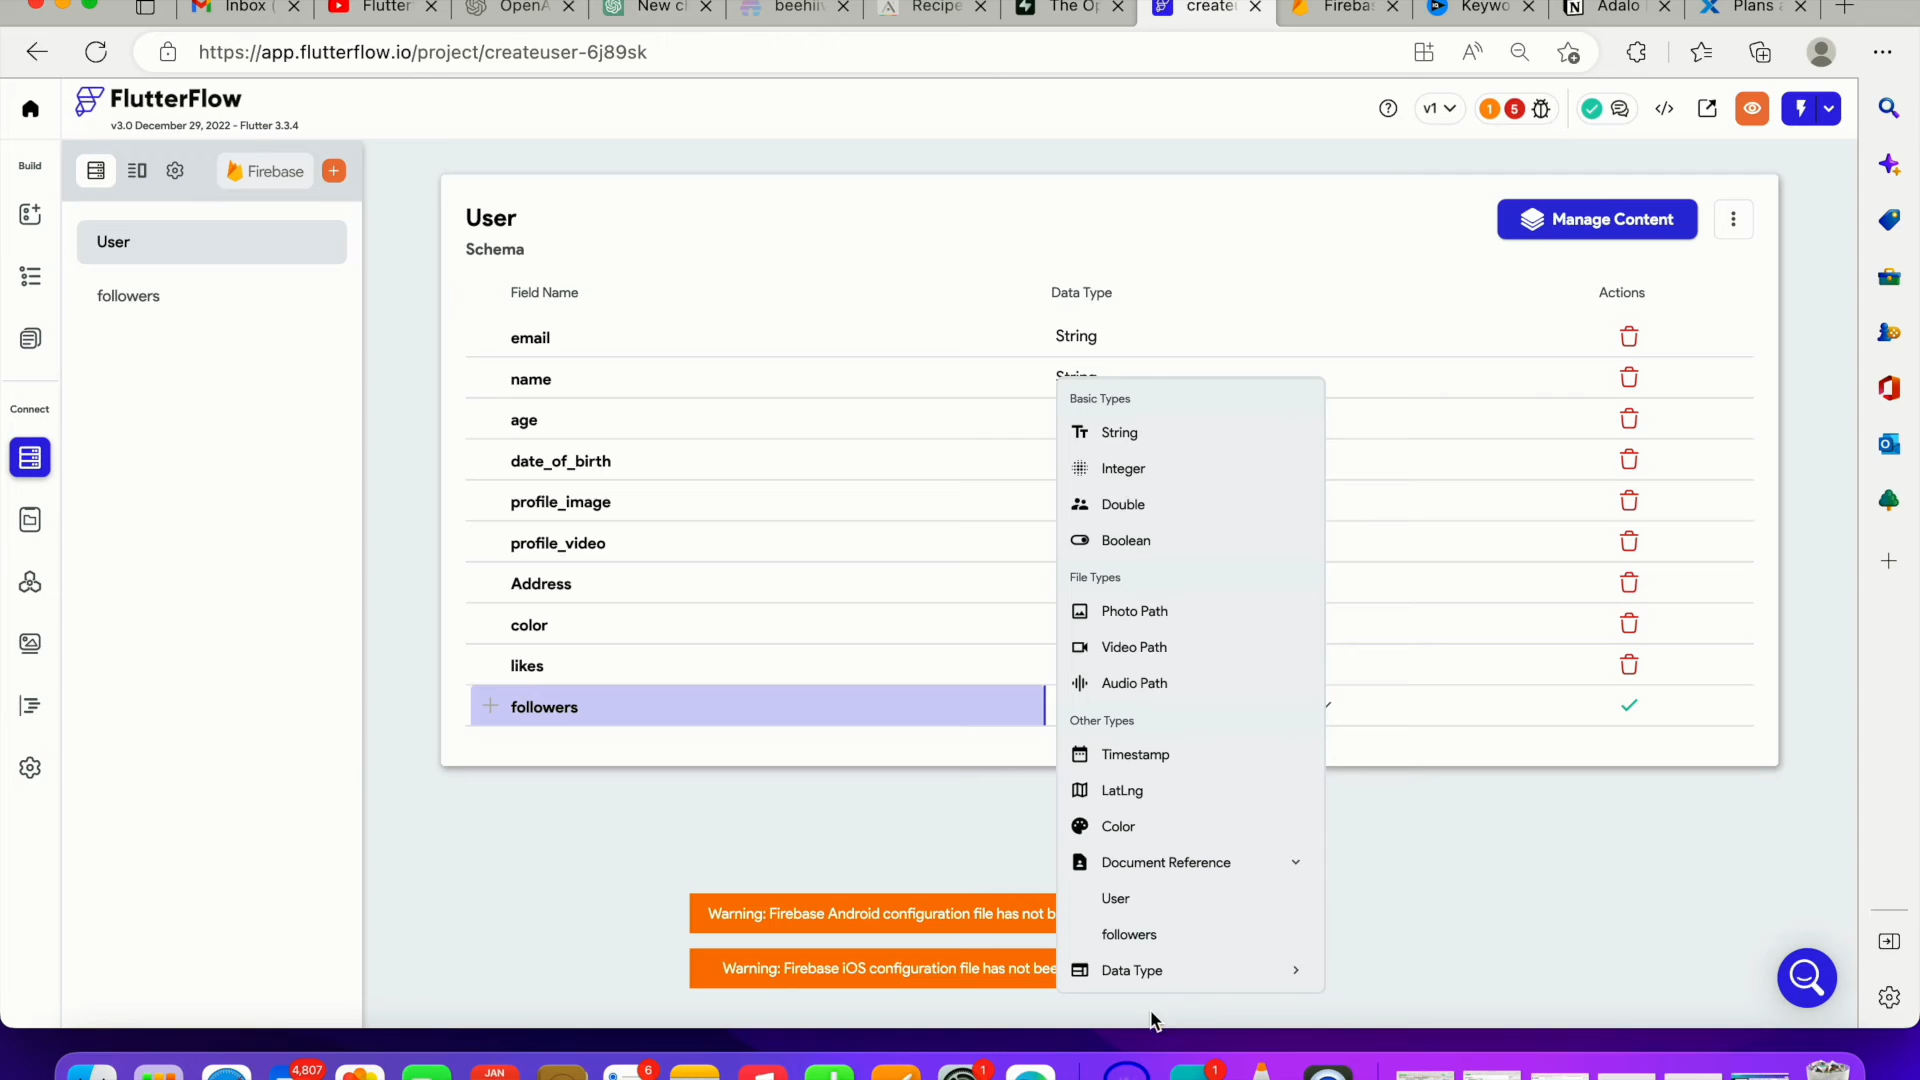 Inbox (
Flutter
OpenA
New c
beehiiv
Recipe
The O
create
Firebas
Keywo
Adalo
Plans
https://app.flutterflow.io/project/createuser-6j89sk
FlutterFlow
v3.0 December 29, 2022 - Flutter 3.3.4
v1
1
5
Build
Firebase
User
followers
Connect
User
Schema
Manage Content
Field Name
Data Type
Actions
email
String
name
String
age
date_of_birth
profile_image
profile_video
Address
color
likes
followers
Basic Types
String
Integer
Double
Boolean
File Types
Photo Path
Video Path
Audio Path
Other Types
Timestamp
LatLng
Color
Document Reference
User
followers
Data Type
Warning: Firebase Android configuration file has not b
Warning: Firebase iOS configuration file has not bee
4,807
JAN
6
1
1